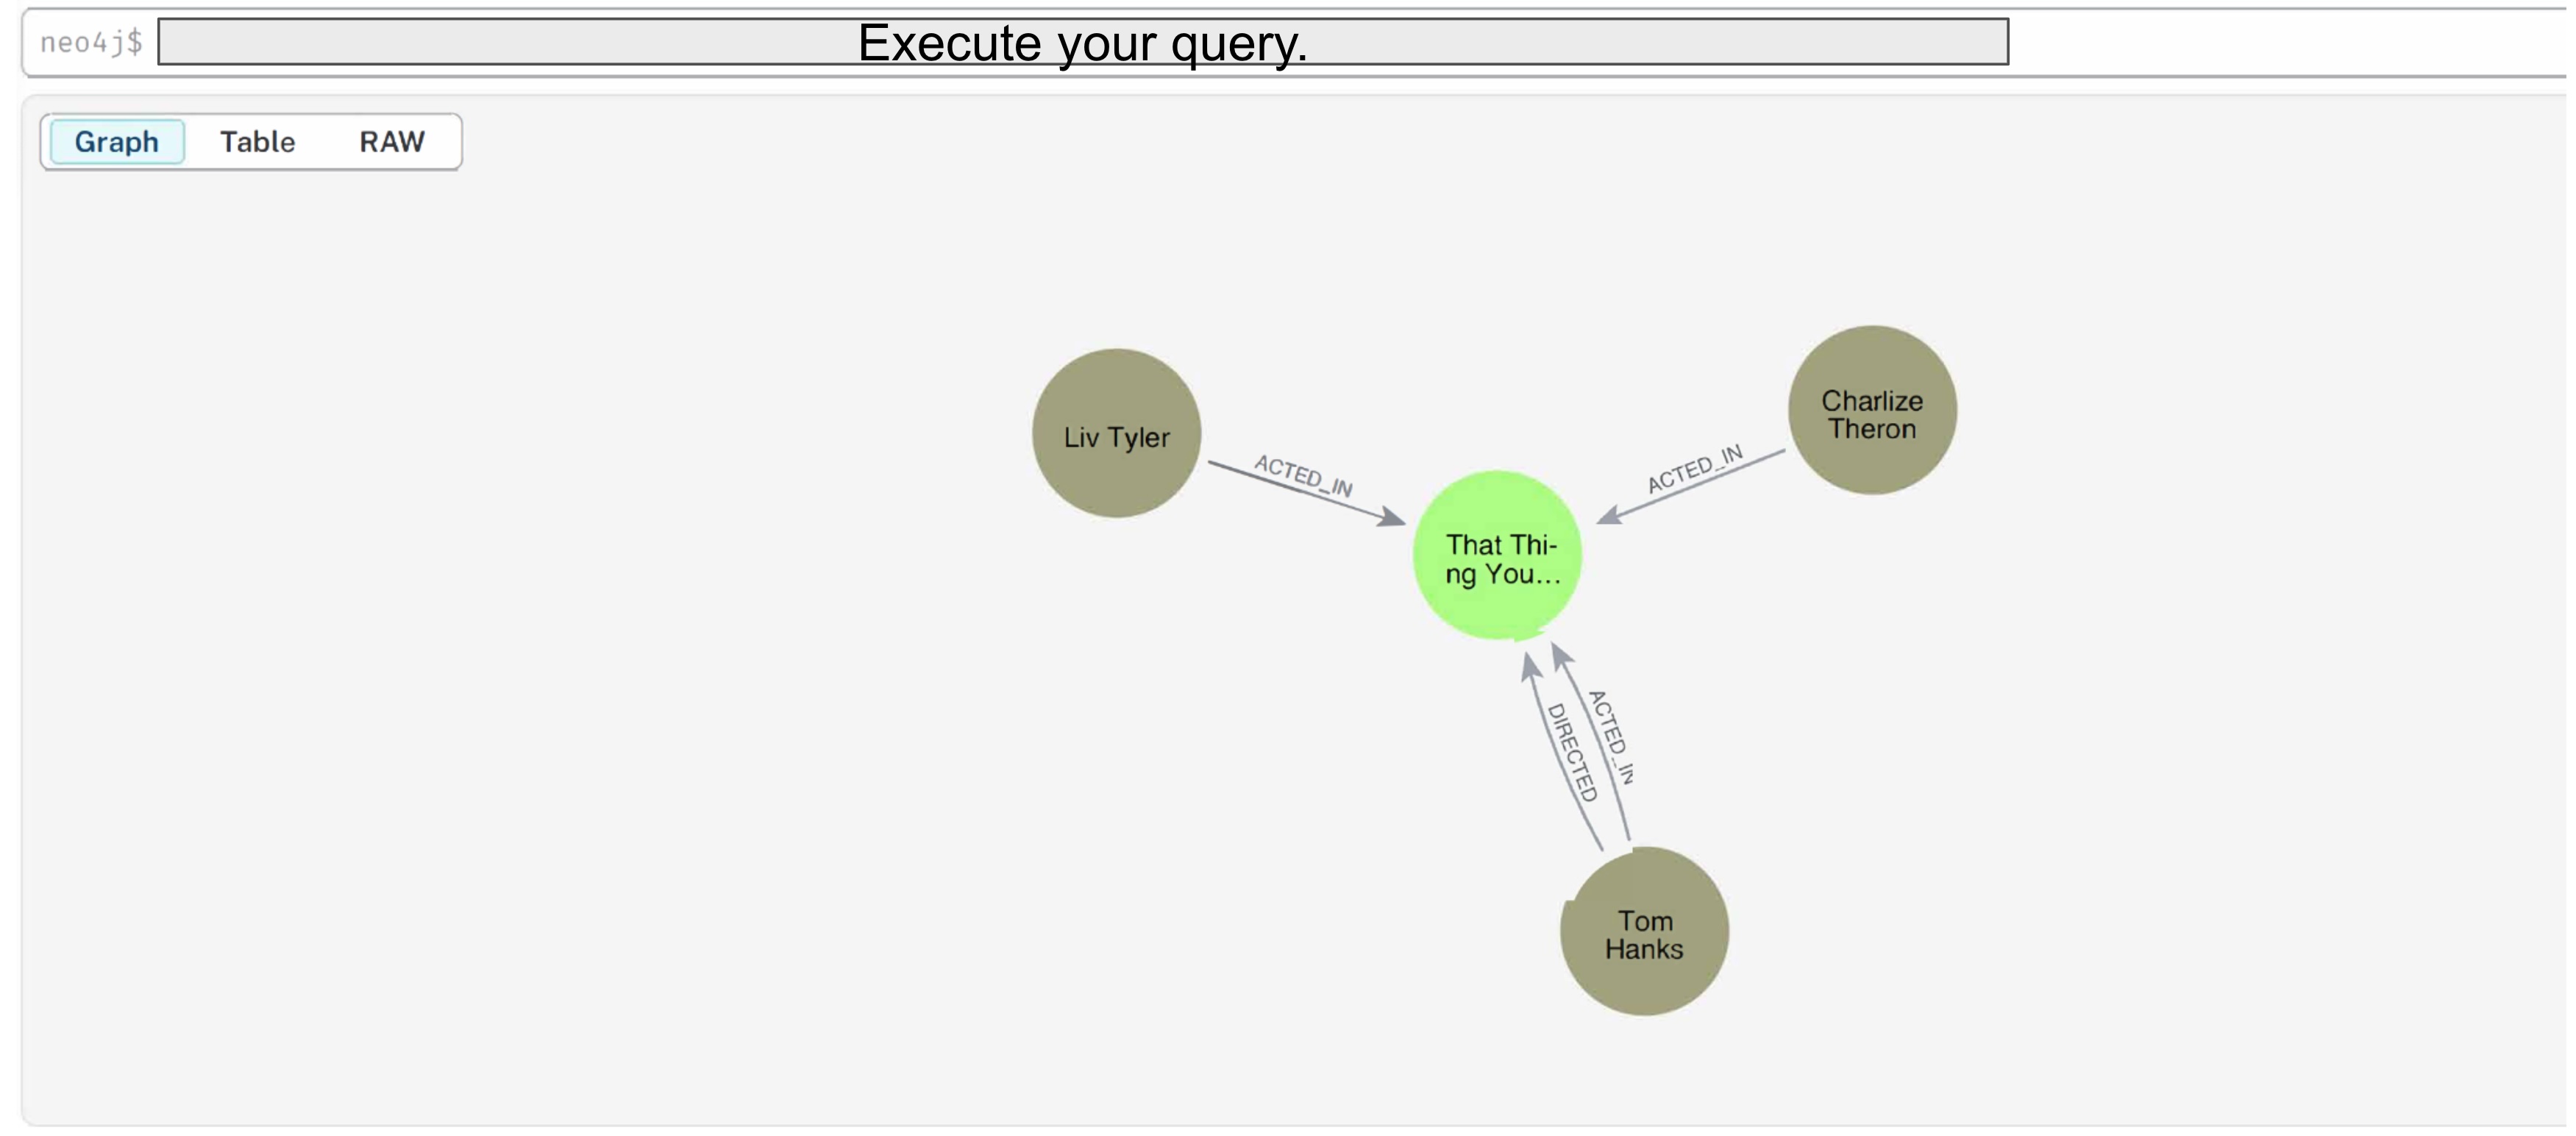 neo4j$ Execute your query.
Graph Table RAW
Liv Tyler
Charlize
Theron
ACTED_IN
ACTED_IN
That Thi-
ng You...
DIRECTED
ACTED_IN
Tom
Hanks